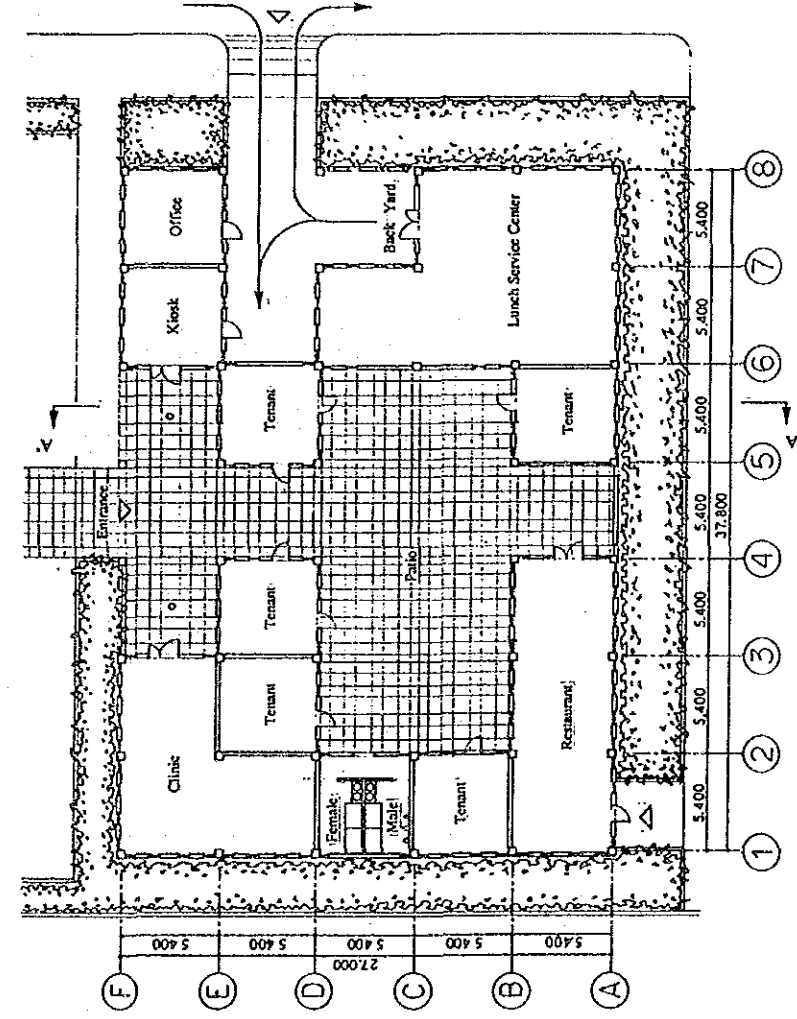 A'
A
Entrance
Office
Kiosk
Back Yard
Lunch Service Center
Tenant
Tenant
Tenant
Tenant
Tenant
Patio
Clinic
Female
Male
Restaurant
F
E
D
C
B
A
5.400
5.400
5.400
5.400
5.400
27.000
1
2
3
4
5
6
7
8
5.400
5.400
5.400
5.400
5.400
5.400
5.400
37.800